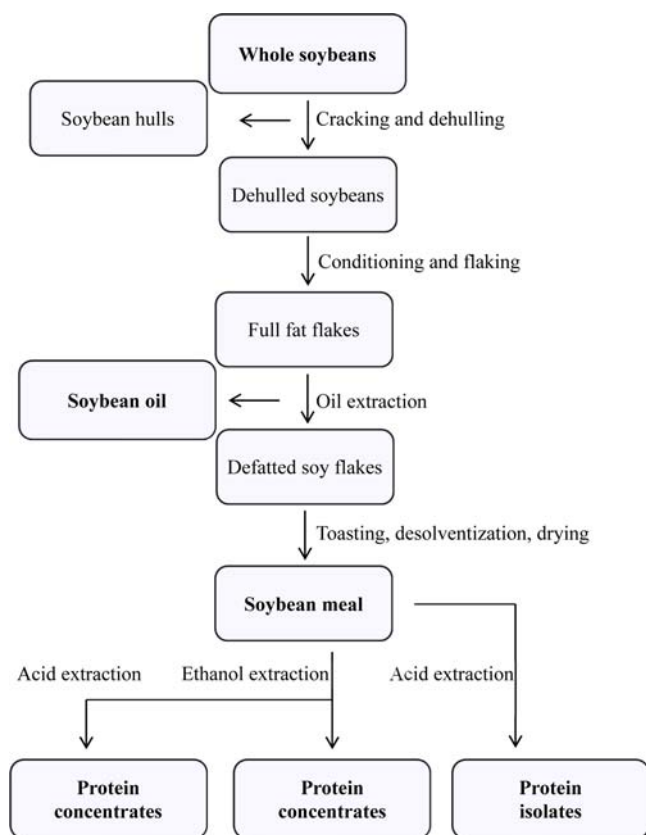 Whole soybeans
Soybean hulls
Cracking and dehulling
Dehulled soybeans
Conditioning and flaking
Full fat flakes
Soybean oil
Oil extraction
Defatted soy flakes
Toasting, desolventization, drying
Soybean meal
Acid extraction
Ethanol extraction
Acid extraction
Protein
concentrates
Protein
concentrates
Protein
isolates